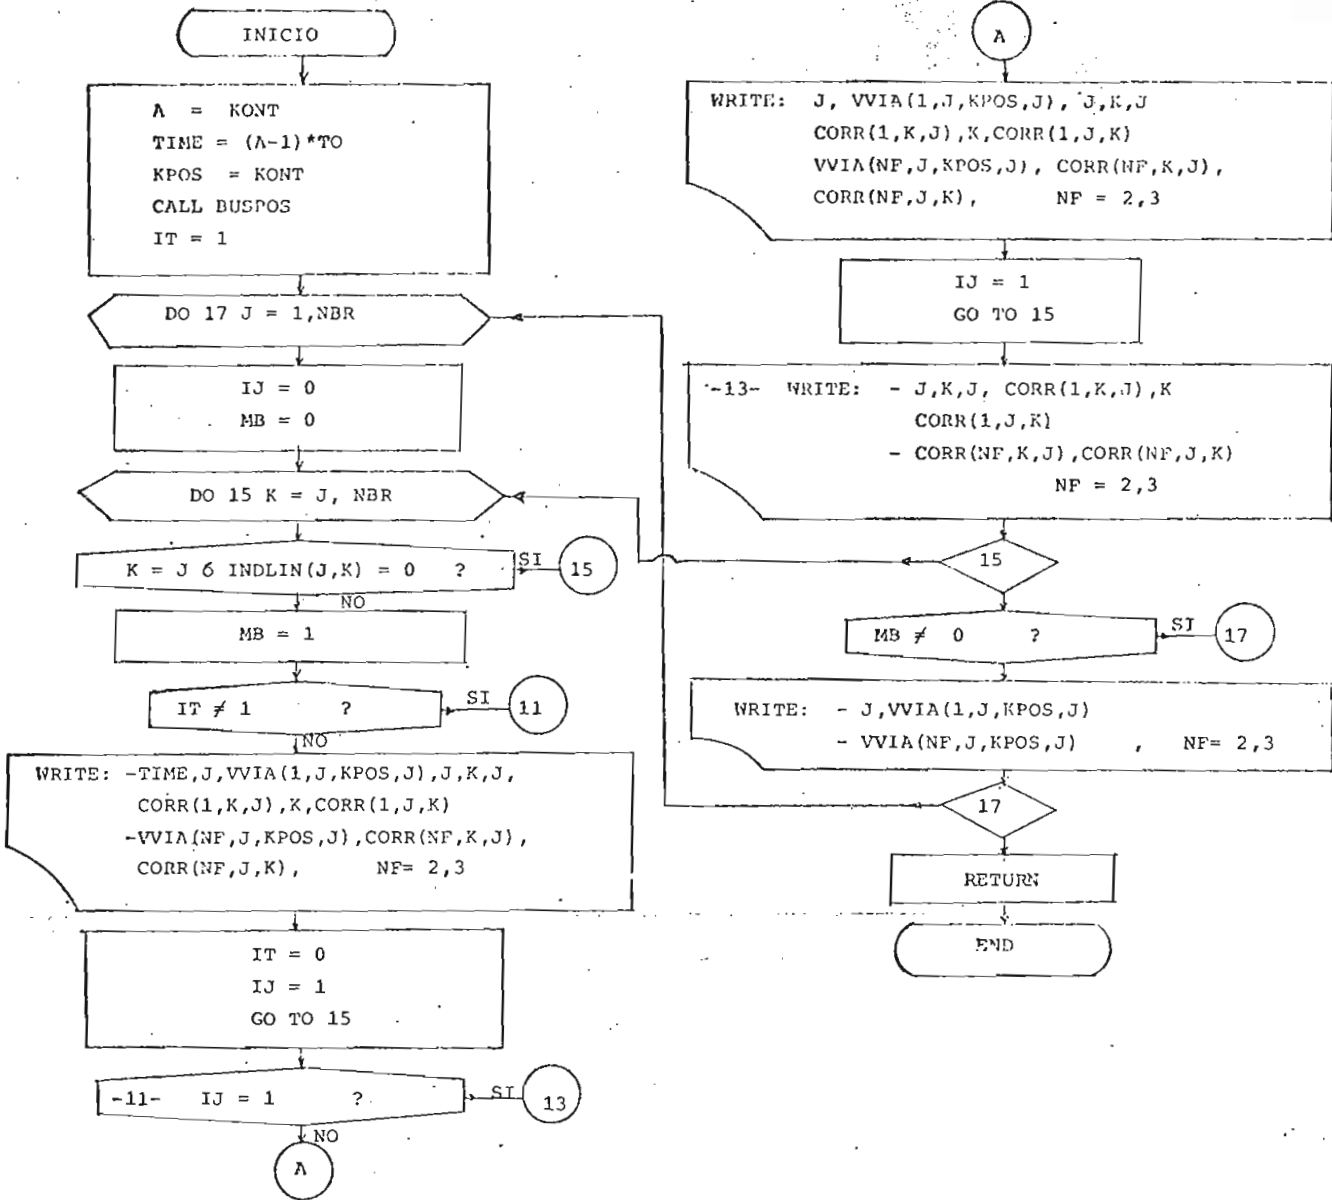 INICIO
A = KONT
TIME = (A-1)*TO
KPOS = KONT
CALL BUSPOS
IT = 1
DO 17 J = 1,NBR
IJ = 0
MB = 0
DO 15 K = J, NBR
K = J 6 INDLIN(J,K) = 0 ?
SI
15
NO
MB = 1
IT ≠ 1 ?
SI
11
NO
WRITE: -TIME,J,VVIA(1,J,KPOS,J),J,K,J,
CORR(1,K,J),K,CORR(1,J,K)
-VVIA(NF,J,KPOS,J),CORR(NF,K,J),
CORR(NF,J,K), NF= 2,3
IT = 0
IJ = 1
GO TO 15
-11- IJ = 1 ?
SI
13
NO
A
A
WRITE: J, VVIA(1,J,KPOS,J), J,K,J
CORR(1,K,J),K,CORR(1,J,K)
VVIA(NF,J,KPOS,J), CORR(NF,K,J),
CORR(NF,J,K), NF = 2,3
IJ = 1
GO TO 15
-13- WRITE: - J,K,J, CORR(1,K,J),K
CORR(1,J,K)
- CORR(NF,K,J),CORR(NF,J,K)
NF = 2,3
15
MB ≠ 0 ?
SI
17
WRITE: - J,VVIA(1,J,KPOS,J)
- VVIA(NF,J,KPOS,J) , NF= 2,3
17
RETURN
END